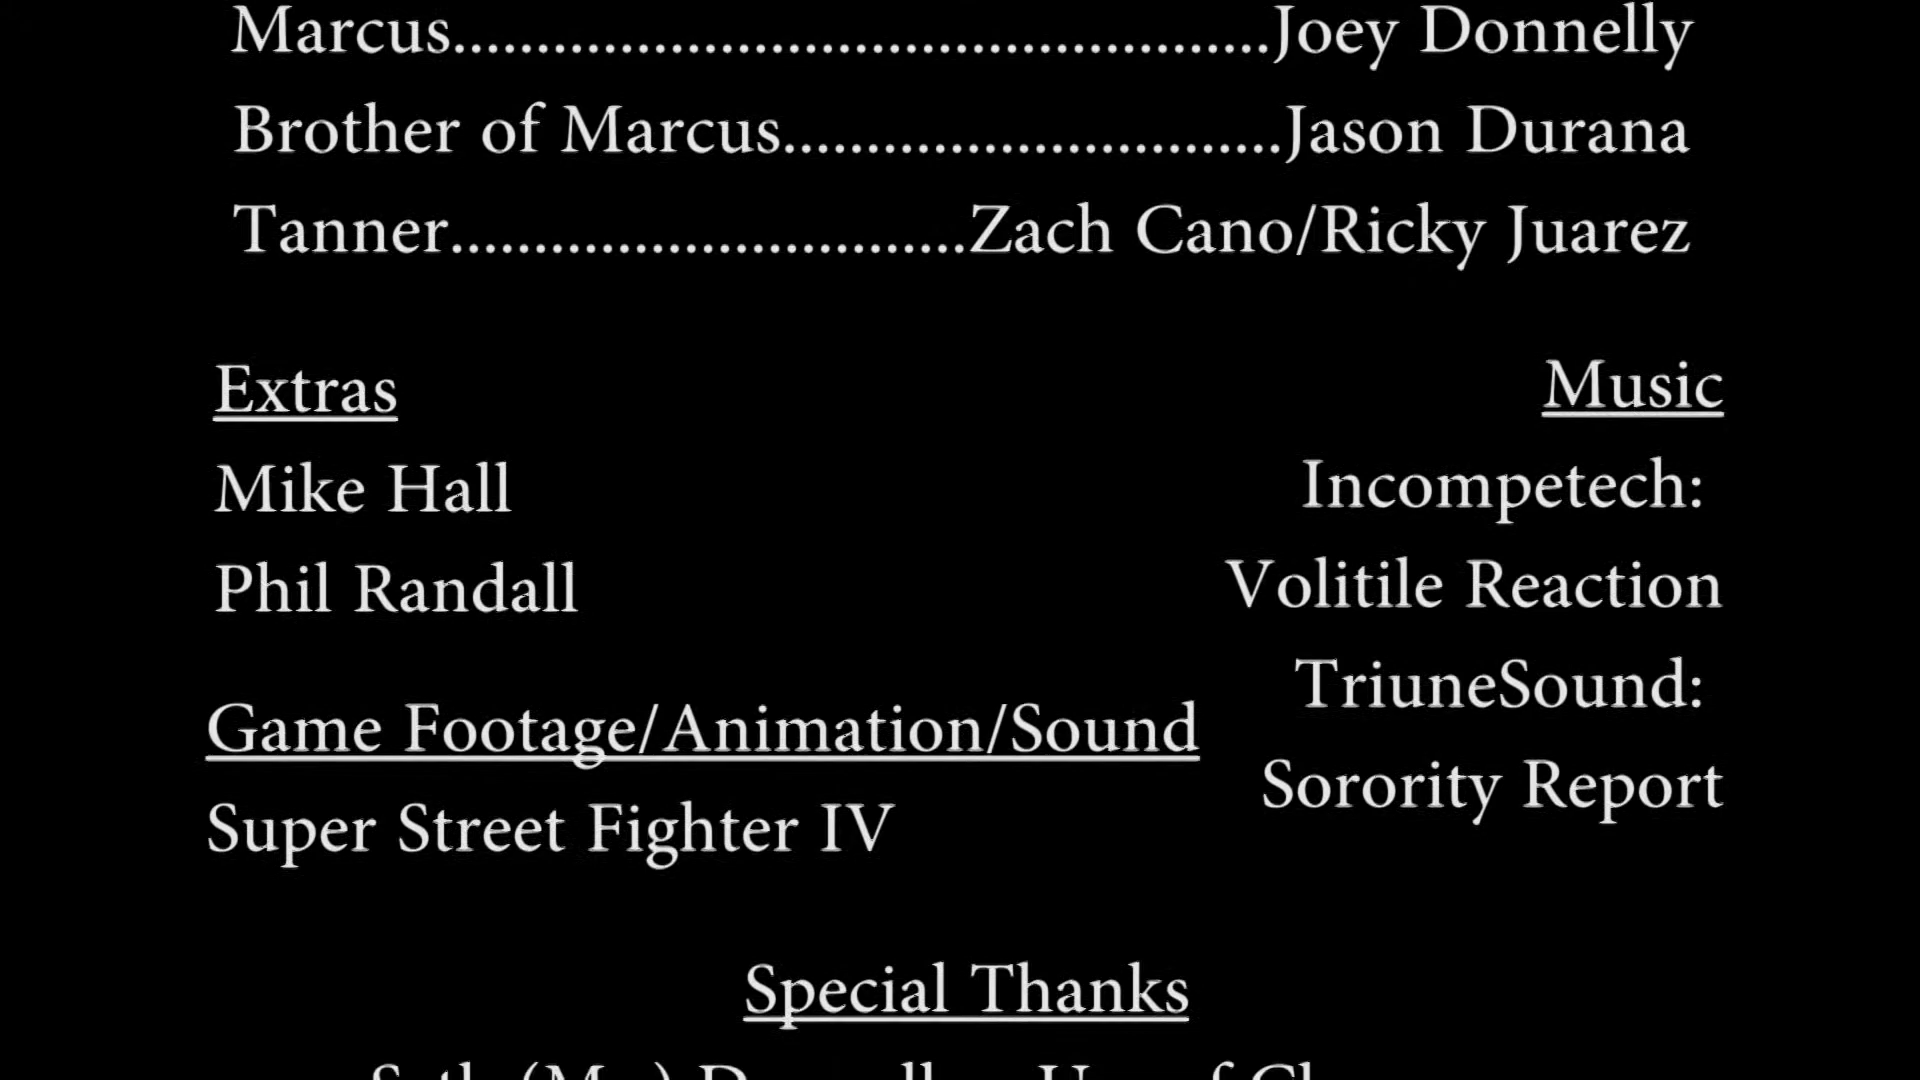 Marcus.................................................Joey Donnelly
Brother of Marcus..............................Jason Durana
Tanner...............................Zach Cano/Ricky Juarez
Extras
Mike Hall
Phil Randall
Music
Incompetech:
Volitile Reaction
TriuneSound:
Sorority Report
Game Footage/Animation/Sound
Super Street Fighter IV
Special Thanks